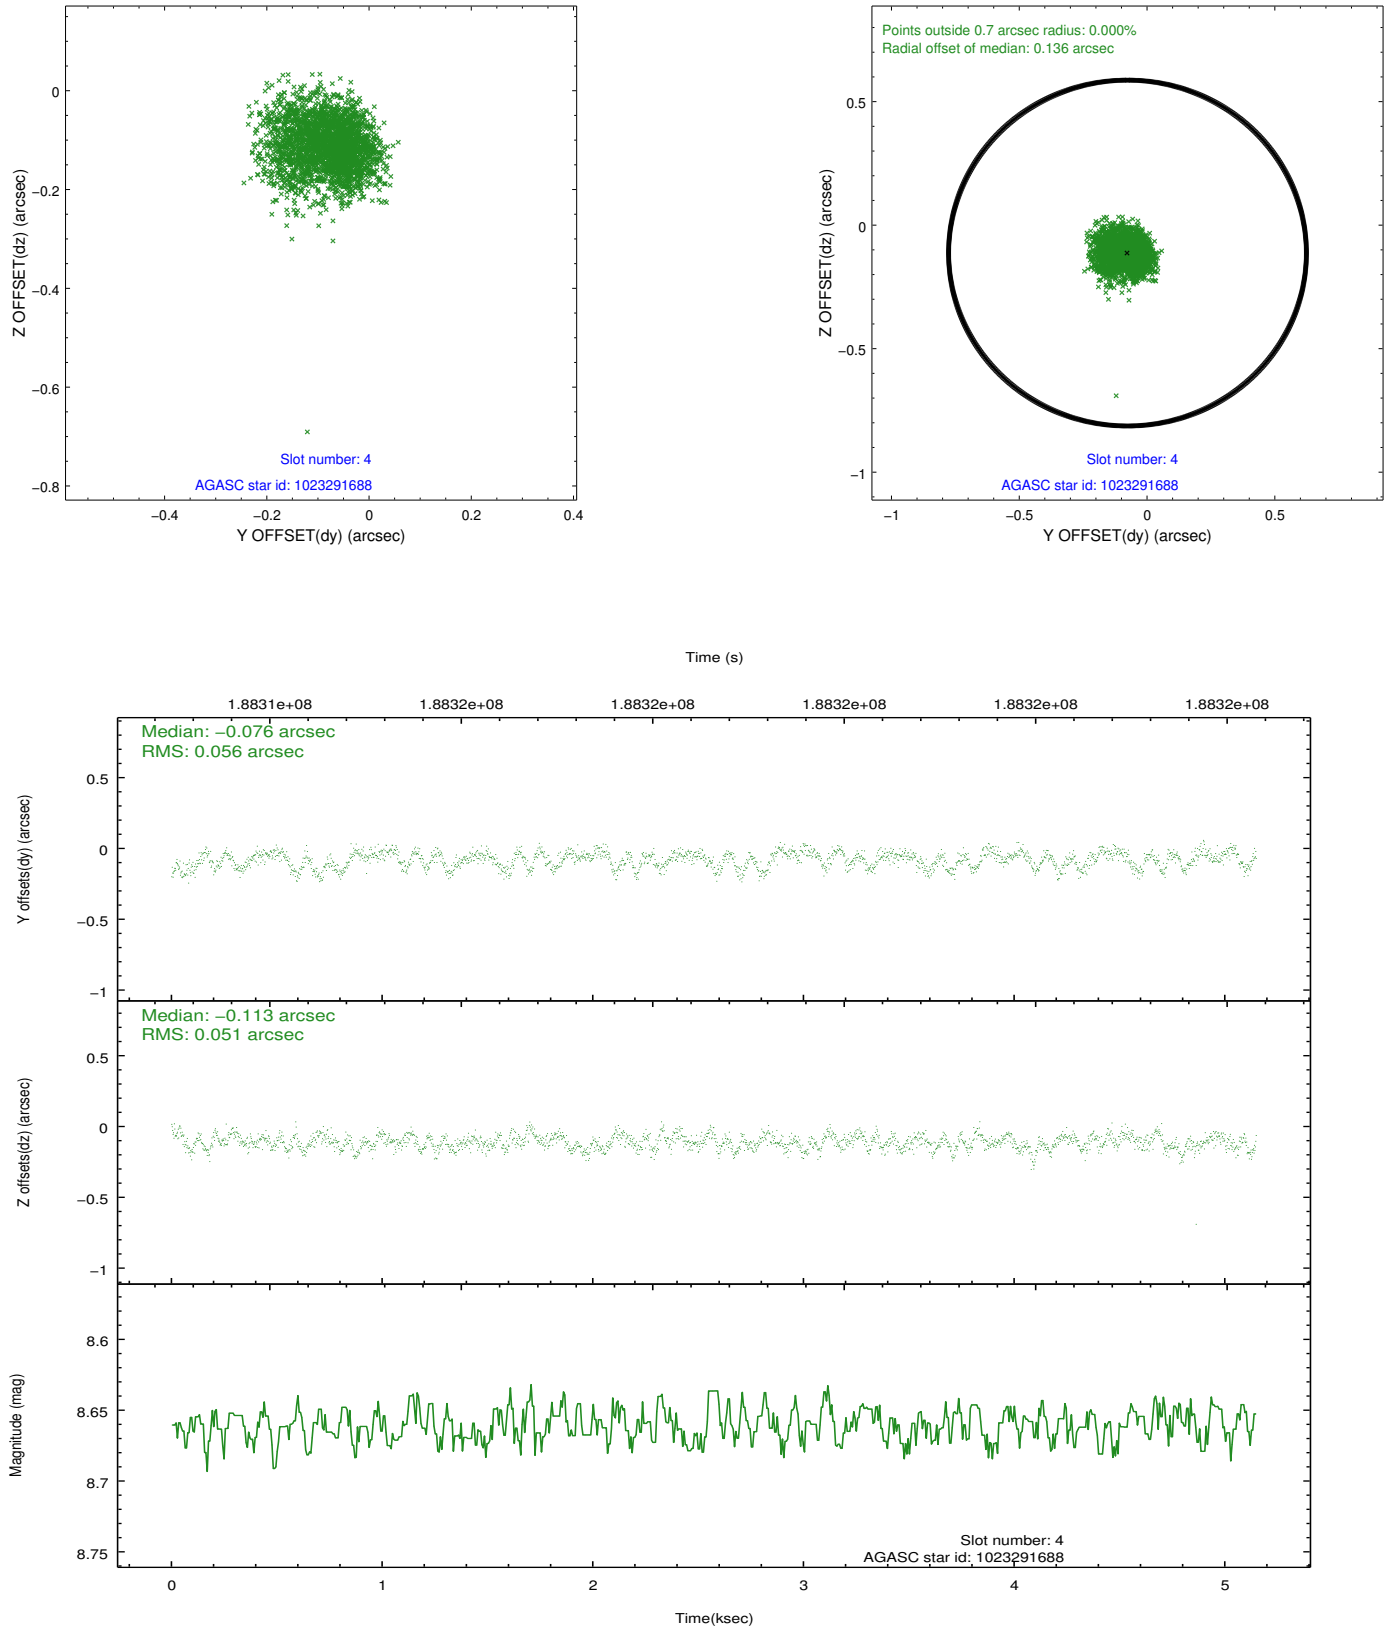 0
−0.2
−0.4
−0.6
−0.8
Z OFFSET(dz) (arcsec)
Slot number: 4
AGASC star id: 1023291688
−0.4
−0.2
0
0.2
0.4
Y OFFSET(dy) (arcsec)
Points outside 0.7 arcsec radius: 0.000%
Radial offset of median: 0.136 arcsec
0.5
0
−0.5
−1
Z OFFSET(dz) (arcsec)
Slot number: 4
AGASC star id: 1023291688
−1
−0.5
0
0.5
Y OFFSET(dy) (arcsec)
Time (s)
1.8831e+08
1.8832e+08
1.8832e+08
1.8832e+08
1.8832e+08
1.8832e+08
Median: −0.076 arcsec
RMS: 0.056 arcsec
0.5
0
−0.5
−1
Y offsets(dy) (arcsec)
Median: −0.113 arcsec
RMS: 0.051 arcsec
0.5
0
−0.5
−1
Z offsets(dz) (arcsec)
8.6
8.65
8.7
8.75
Magnitude (mag)
Slot number: 4
AGASC star id: 1023291688
0
1
2
3
4
5
Time(ksec)